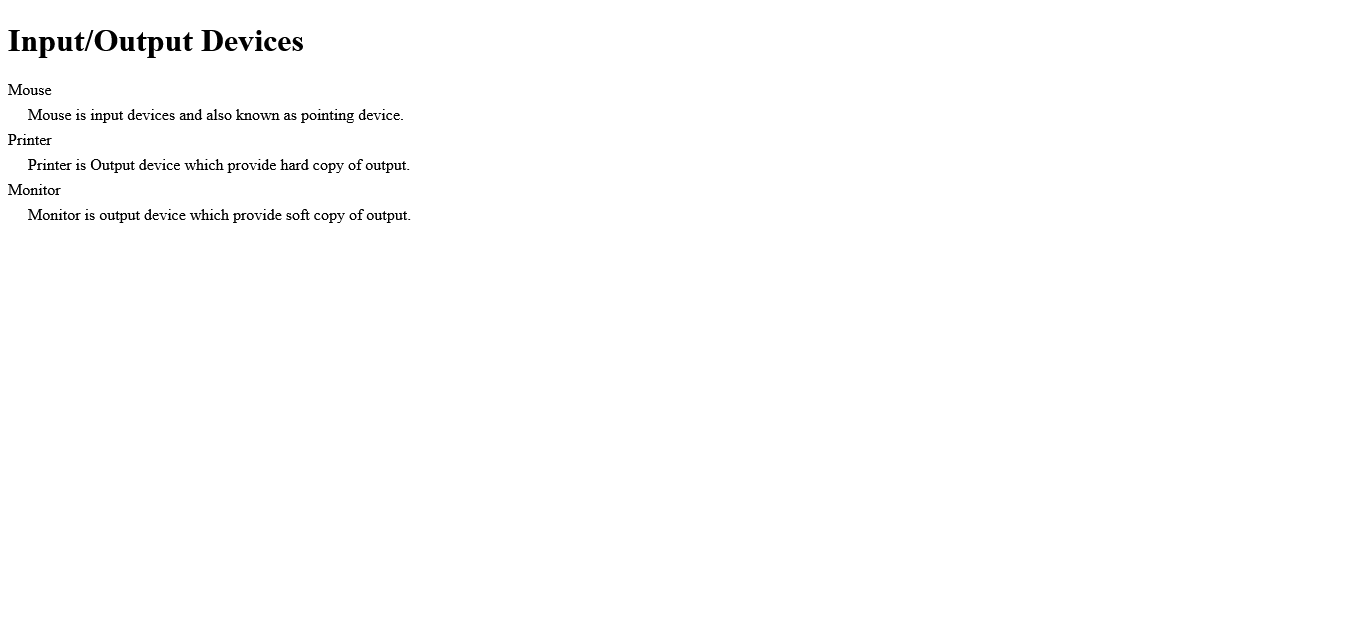 Input/Output Devices
Mouse
Mouse is input devices and also known as pointing device.
Printer
Printer is Output device which provide hard copy of output.
Monitor
Monitor is output device which provide soft copy of output.